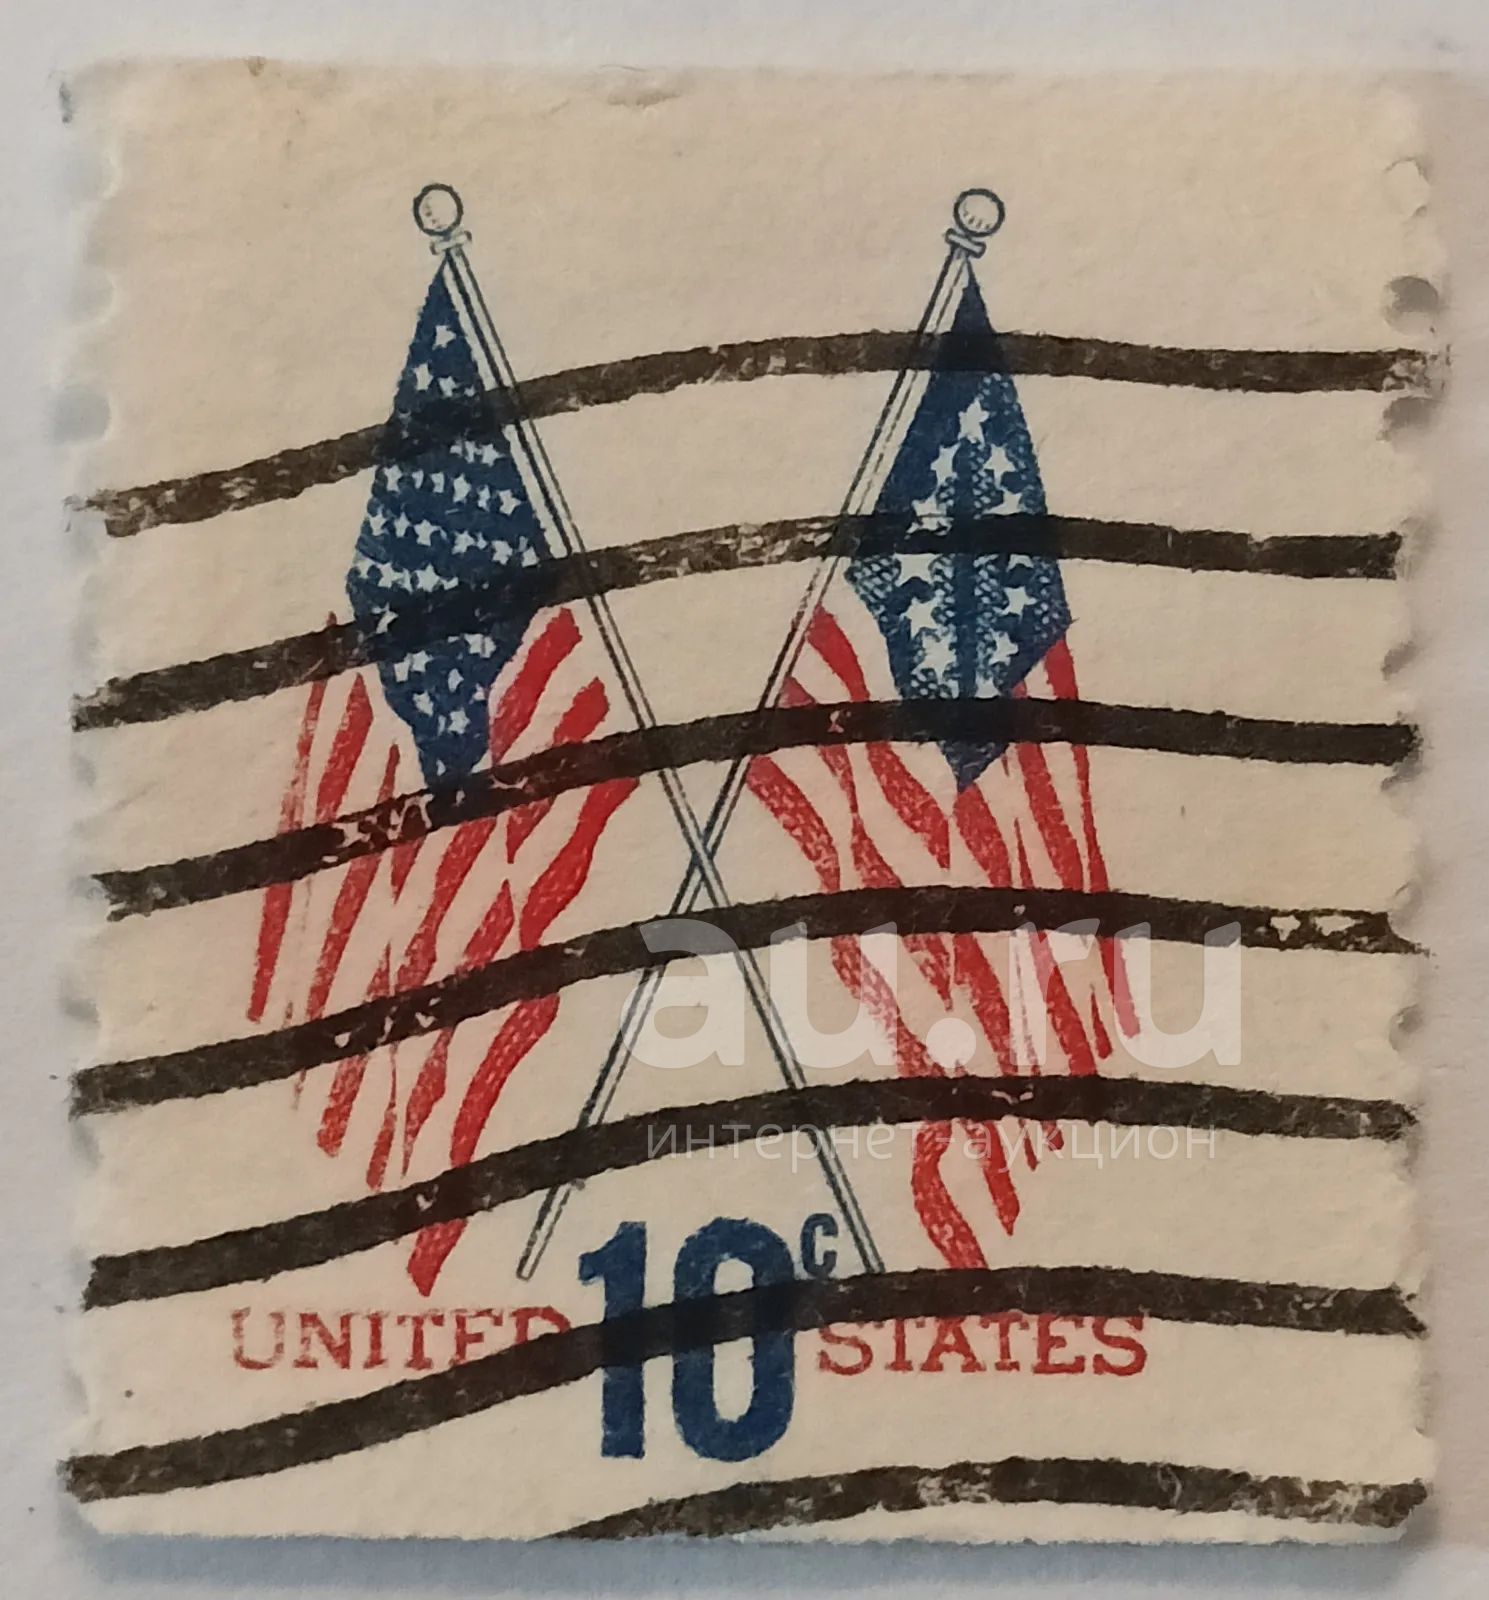 au.ru
интернет-аукцион
10c
UNITED STATES